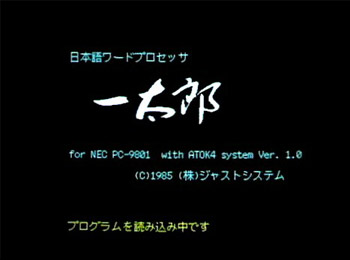 日本語ワードプロセッサ
一太郎
for NEC PC-9801 with ATOK4 system Ver. 1.0
(C)1985 (株)ジャストシステム
プログラムを読み込み中です